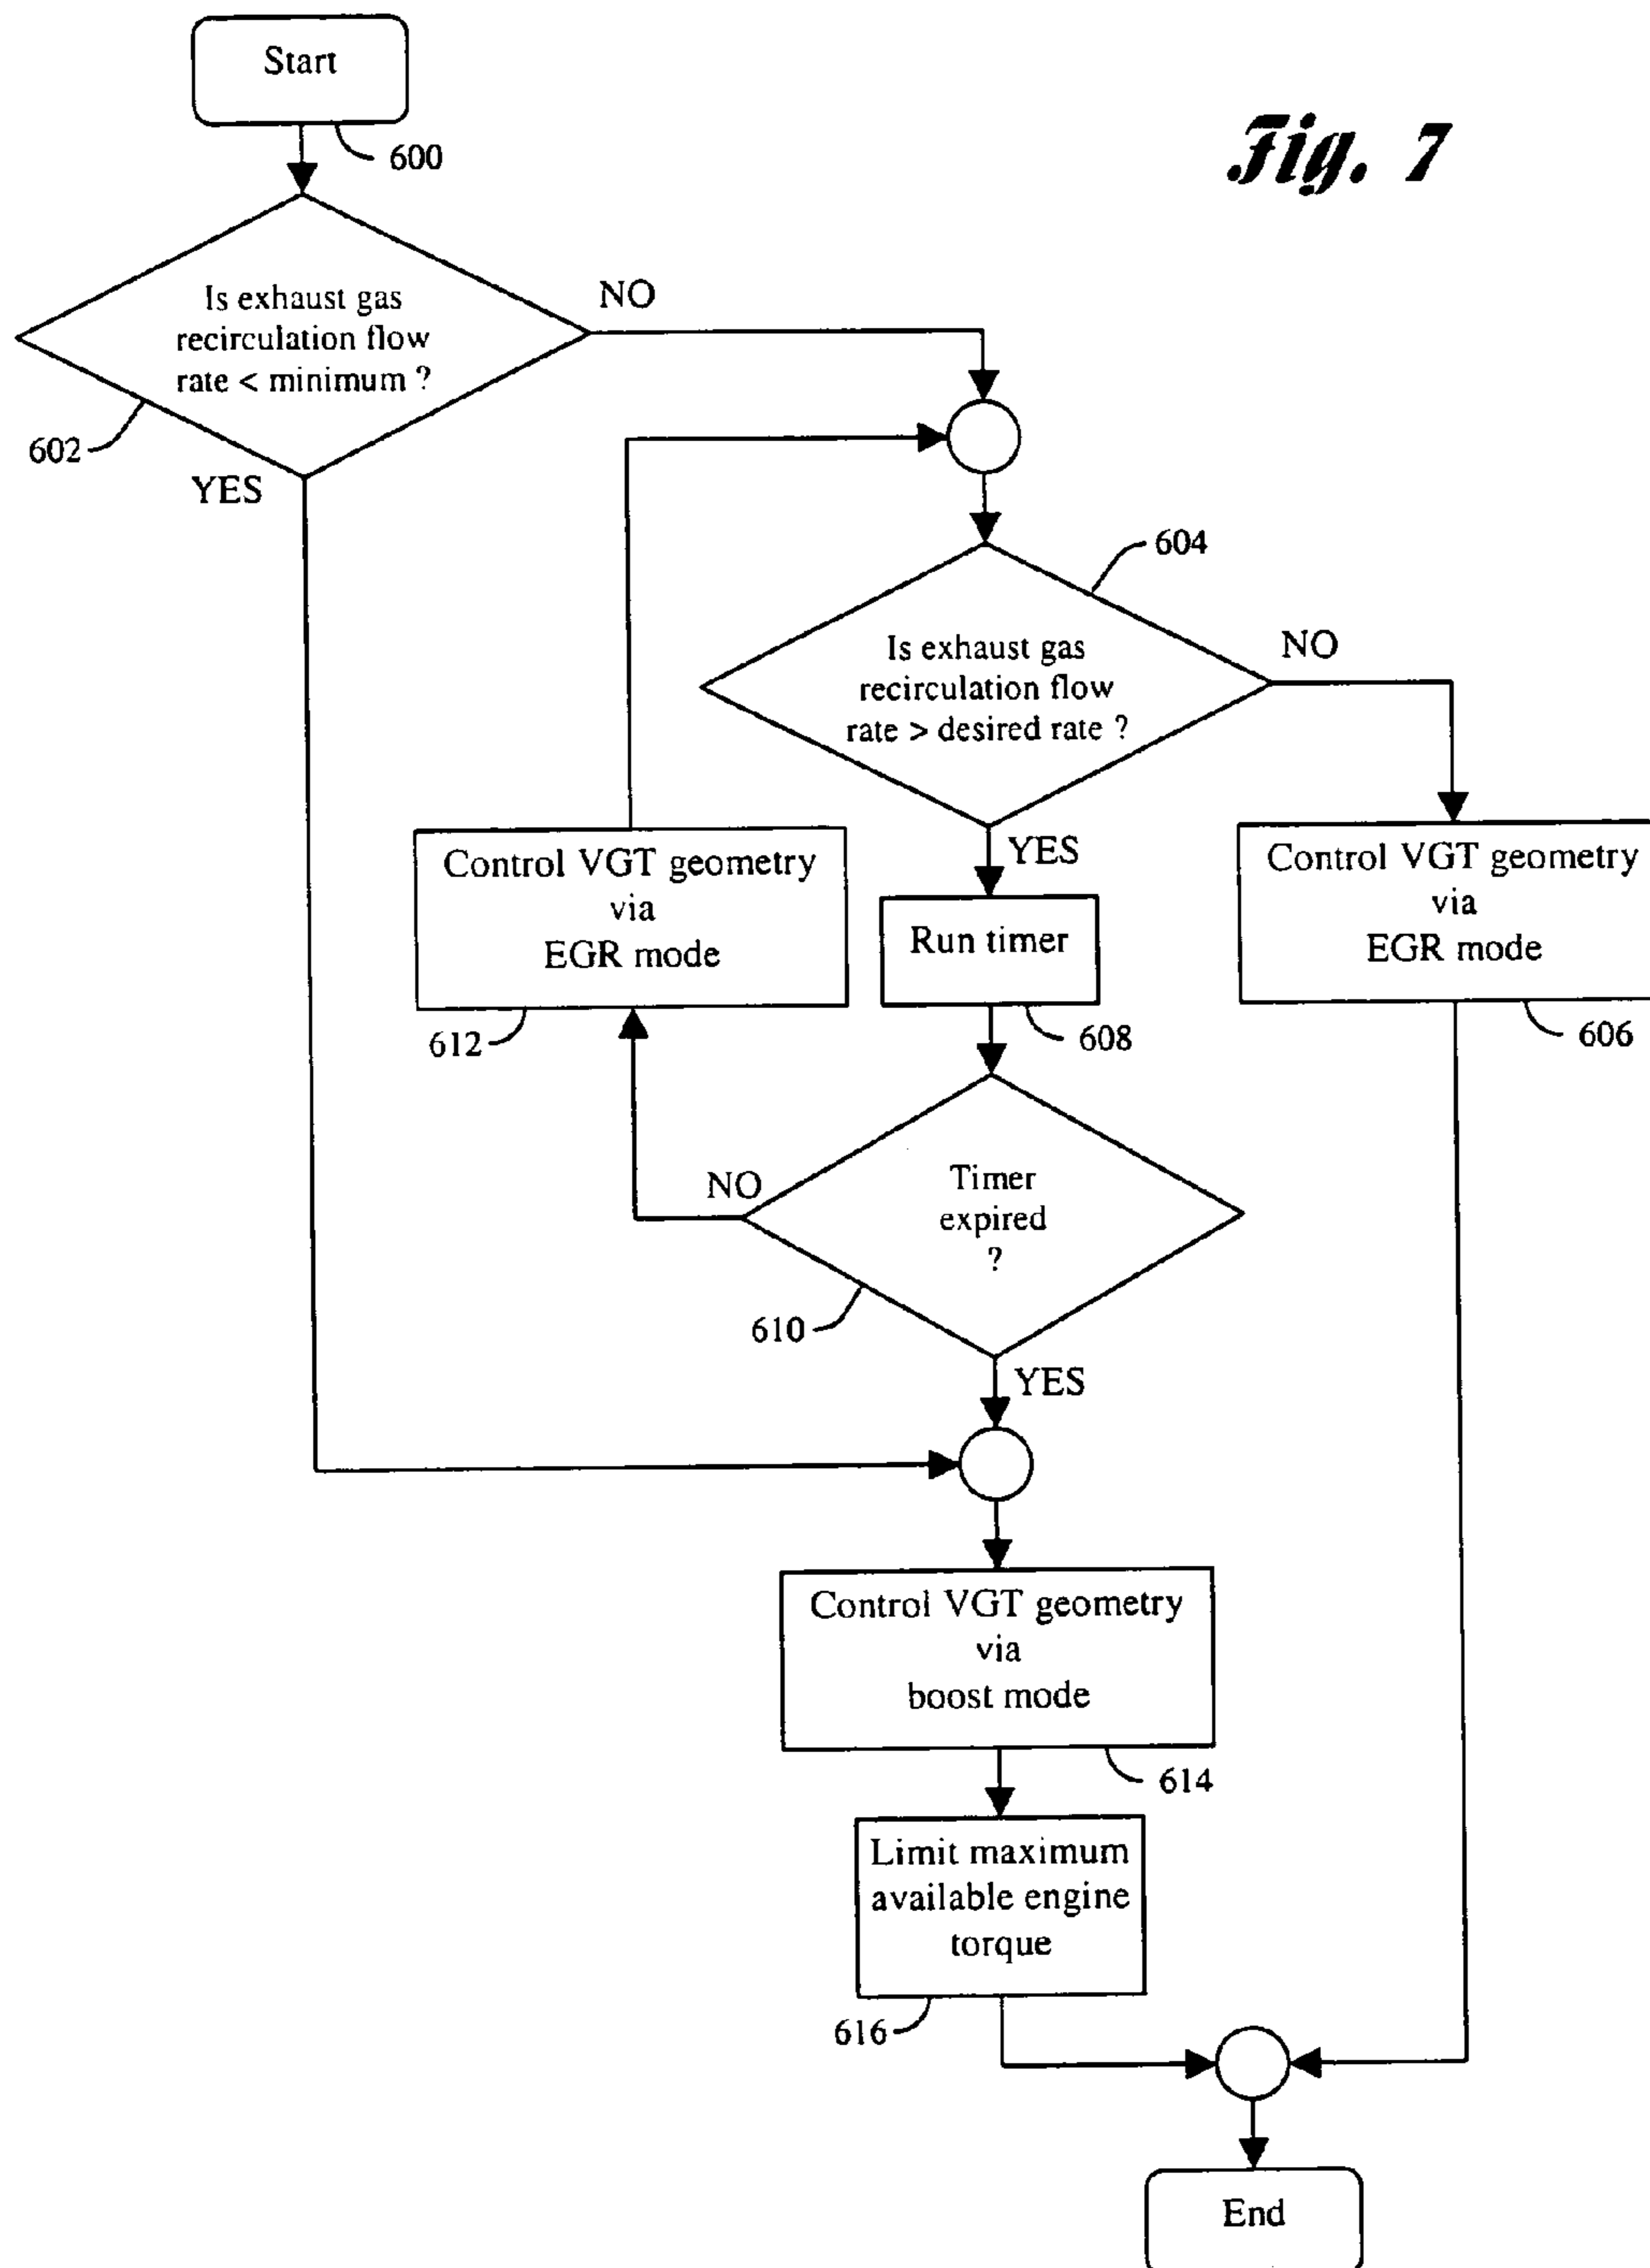 Start
600
Fig. 7
Is exhaust gas
recirculation flow
rate < minimum ?
NO
602
YES
604
Is exhaust gas
recirculation flow
rate > desired rate ?
NO
YES
Control VGT geometry
via
EGR mode
612
Run timer
608
Control VGT geometry
via
EGR mode
606
NO
Timer
expired
?
610
YES
Control VGT geometry
via
boost mode
614
Limit maximum
available engine
torque
616
End